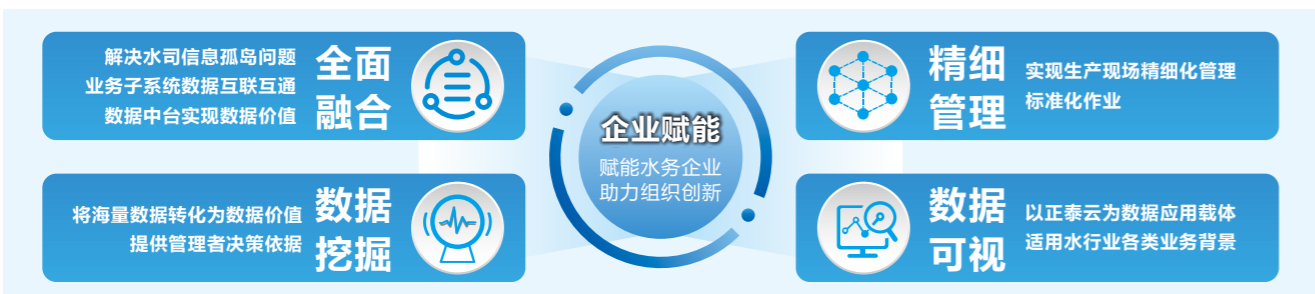 解决水司信息孤岛问题
业务子系统数据互联互通
数据中台实现数据价值
全面
融合
将海量数据转化为数据价值
提供管理者决策依据
数据
挖掘
企业赋能
赋能水务企业
助力组织创新
精细
管理
实现生产现场精细化管理
标准化作业
数据
可视
以正泰云为数据应用载体
适用水行业各类业务背景